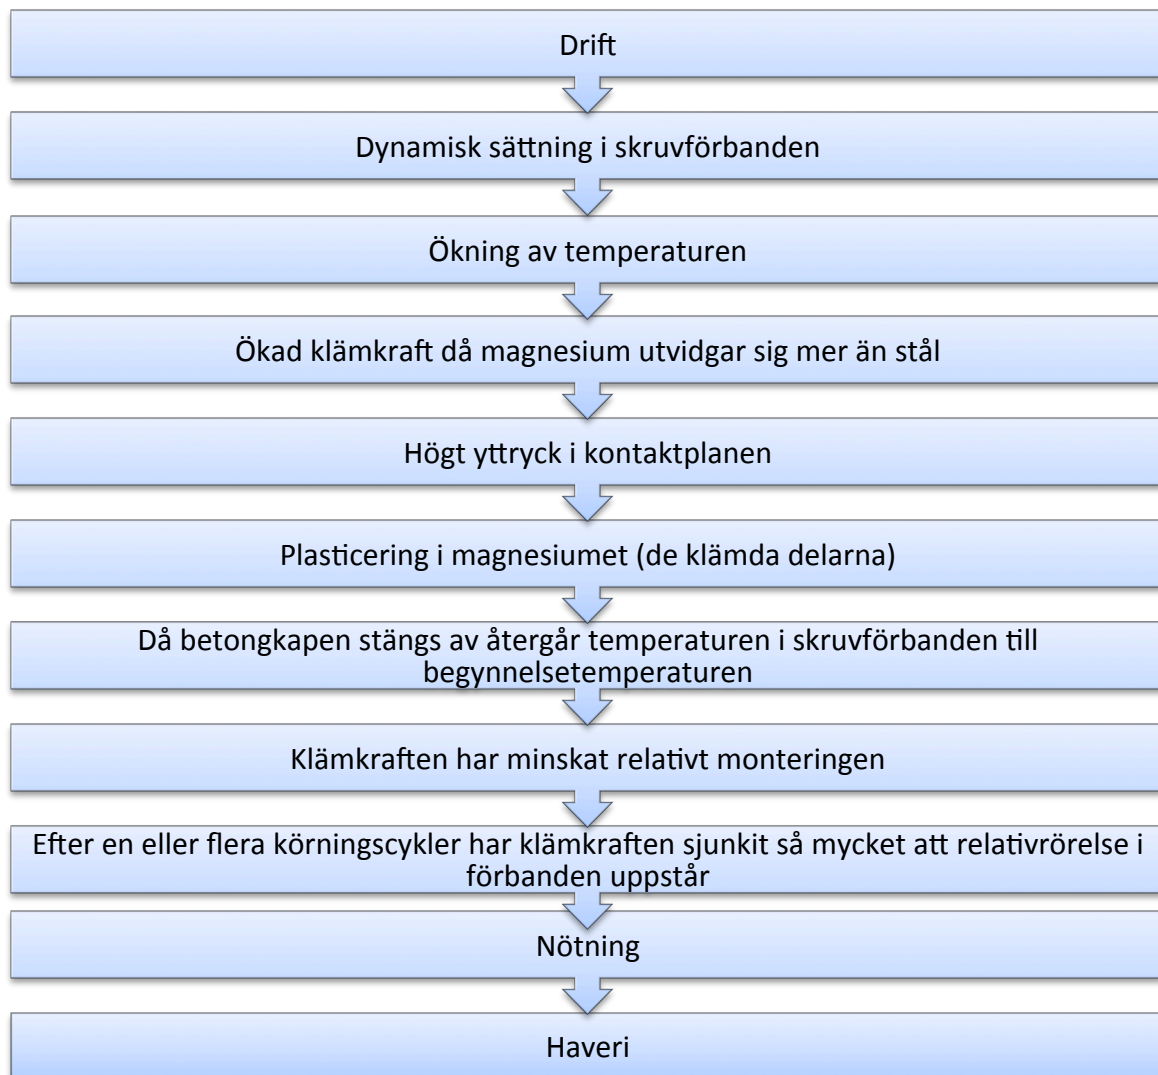 Drift
Dynamisk sättning i skruvförbanden
Ökning av temperaturen
Ökad klämkraft då magnesium utvidgar sig mer än stål
Högt yttryck i kontaktplanen
Plasticering i magnesiumet (de klämda delarna)
Då betongkapen stängs av återgår temperaturen i skruvförbanden till
begynnelsetemperaturen
Klämkraften har minskat relativt monteringen
Efter en eller flera körningscykler har klämkraften sjunkit så mycket att relativrörelse i
förbanden uppstår
Nötning
Haveri